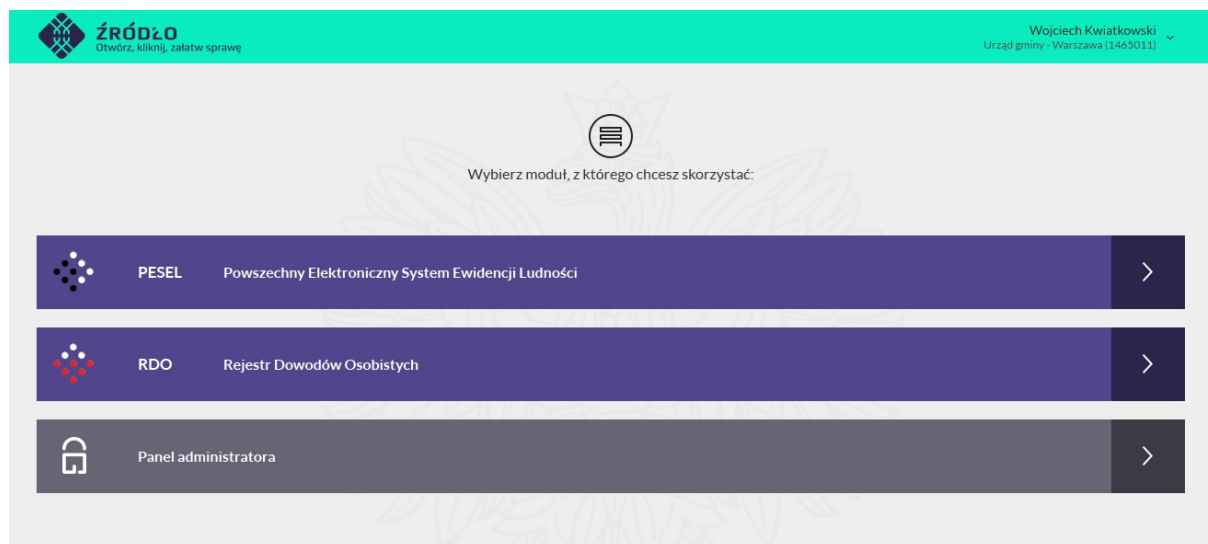 ŹRÓDŁO
Otwórz, kliknij, załatw sprawę
Wojciech Kwiatkowski
Urząd gminy - Warszawa (1465011)
Wybierz moduł, z którego chcesz skorzystać:
PESEL Powszechny Elektroniczny System Ewidencji Ludności
RDO Rejestr Dowodów Osobistych
Panel administratora